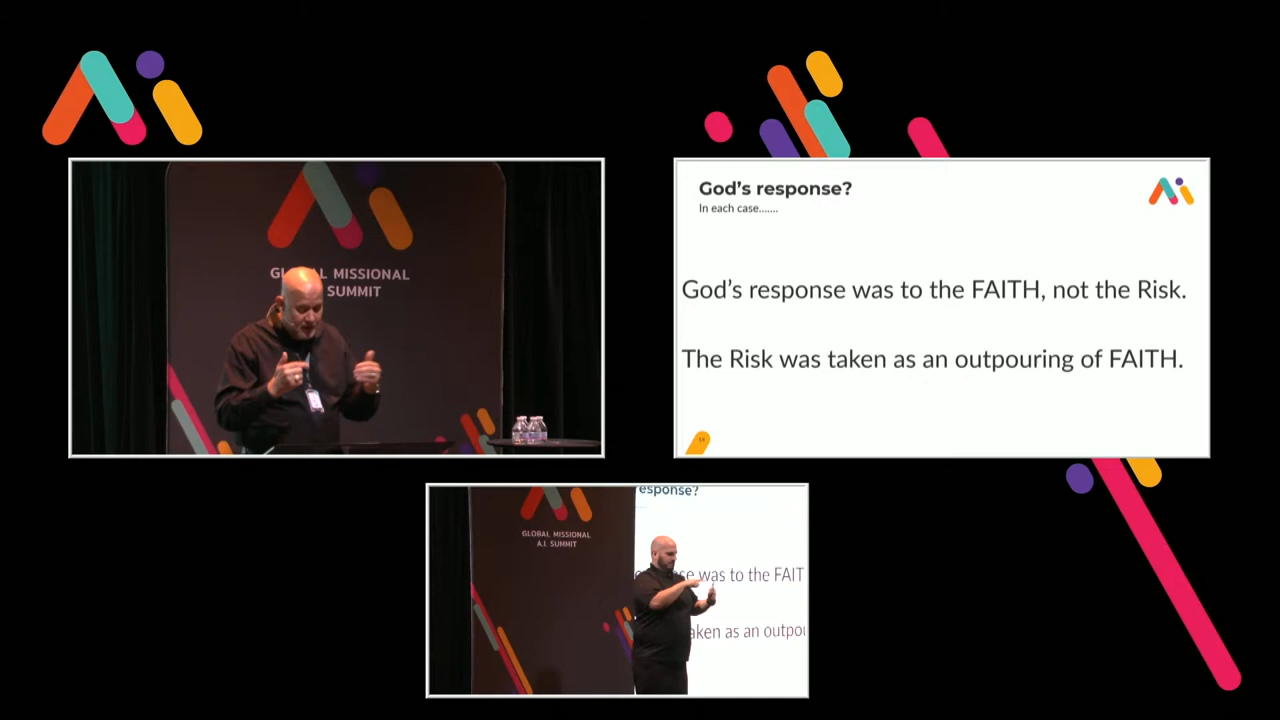 GLOBAL MISSIONAL
SUMMIT
God's response?
In each case.......
God's response was to the FAITH, not the Risk.
The Risk was taken as an outpouring of FAITH.
esponse?
GLOBAL MISSIONAL
A.I. SUMMIT
se was to the FAIT
aken as an outpou